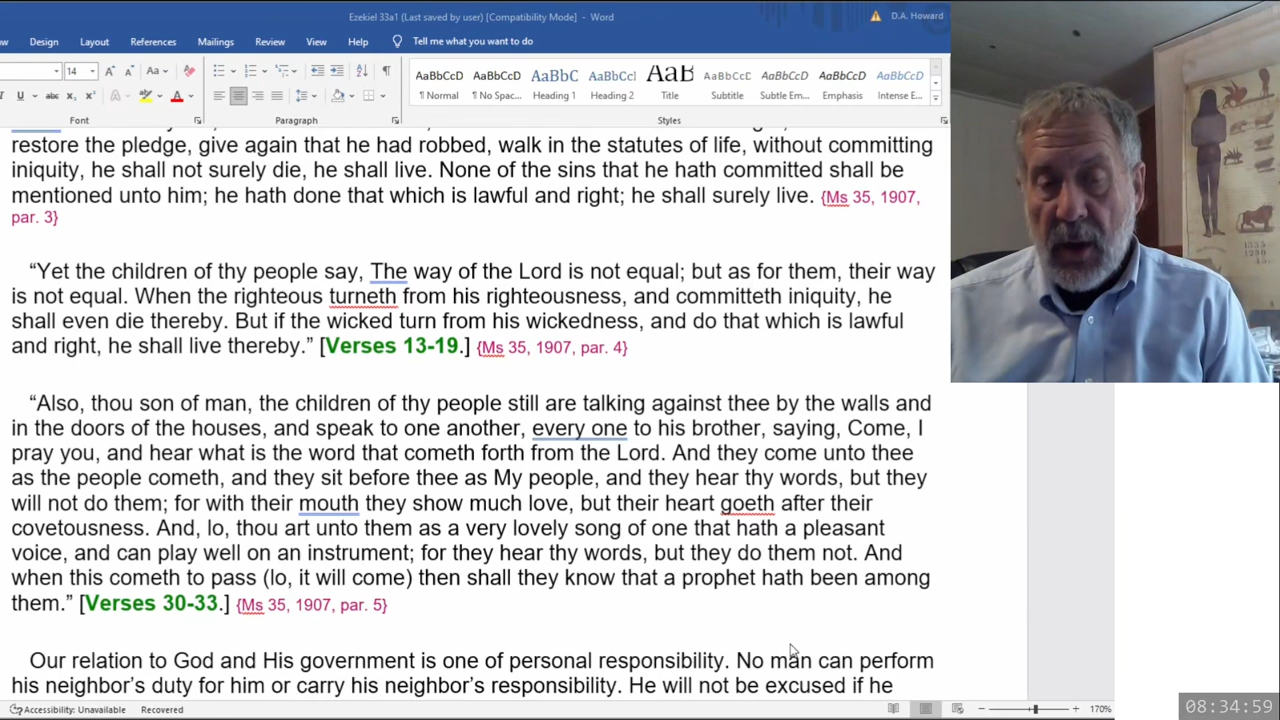 Ezekiel 33a1 (Last saved by user) [Compatibility Mode] - Word
D.A. Howard
Design Layout References Mailings Review View Help Tell me what you want to do
14 Aa
AaBbCcD AaBbCcD AaBbC AaBbCcl AaB AaBbCcD AaBbCcD AaBbCcD AaBbCcD
¶ Normal ¶ No Spac... Heading 1 Heading 2 Title Subtitle Subtle Em... Emphasis Intense E...
Font Paragraph Styles
restore the pledge, give again that he had robbed, walk in the statutes of life, without committing
iniquity, he shall not surely die, he shall live. None of the sins that he hath committed shall be
mentioned unto him; he hath done that which is lawful and right; he shall surely live. {Ms 35, 1907,
par. 3}
“Yet the children of thy people say, The way of the Lord is not equal; but as for them, their way
is not equal. When the righteous turneth from his righteousness, and committeth iniquity, he
shall even die thereby. But if the wicked turn from his wickedness, and do that which is lawful
and right, he shall live thereby.” [Verses 13-19.] {Ms 35, 1907, par. 4}
“Also, thou son of man, the children of thy people still are talking against thee by the walls and
in the doors of the houses, and speak to one another, every one to his brother, saying, Come, I
pray you, and hear what is the word that cometh forth from the Lord. And they come unto thee
as the people cometh, and they sit before thee as My people, and they hear thy words, but they
will not do them; for with their mouth they show much love, but their heart goeth after their
covetousness. And, lo, thou art unto them as a very lovely song of one that hath a pleasant
voice, and can play well on an instrument; for they hear thy words, but they do them not. And
when this cometh to pass (lo, it will come) then shall they know that a prophet hath been among
them.” [Verses 30-33.] {Ms 35, 1907, par. 5}
Our relation to God and His government is one of personal responsibility. No man can perform
his neighbor’s duty for him or carry his neighbor’s responsibility. He will not be excused if he
Accessibility: Unavailable Recovered 170%
08:34:59